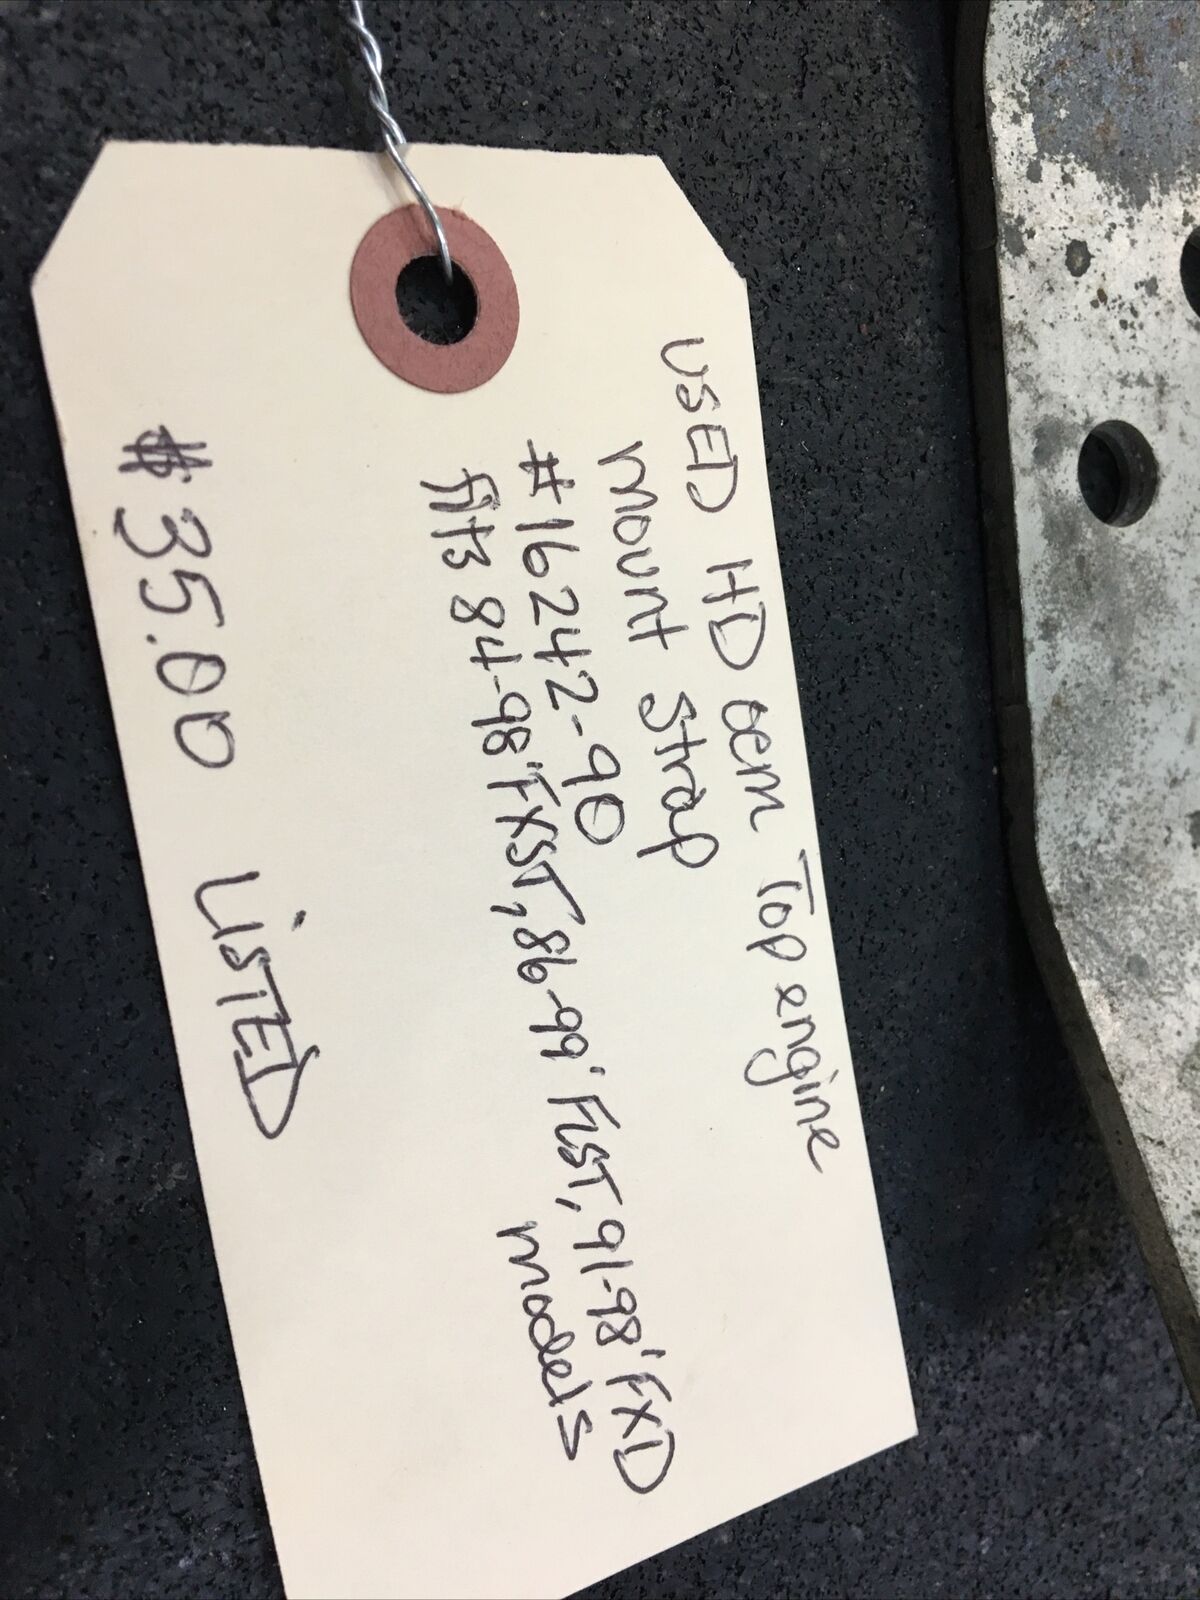 USED HD oem Top engine
mount strap
#16242-90
fits 84-98' FXST, 86-99' FLST, 91-98' FXD
models
$35.00 LiSTED